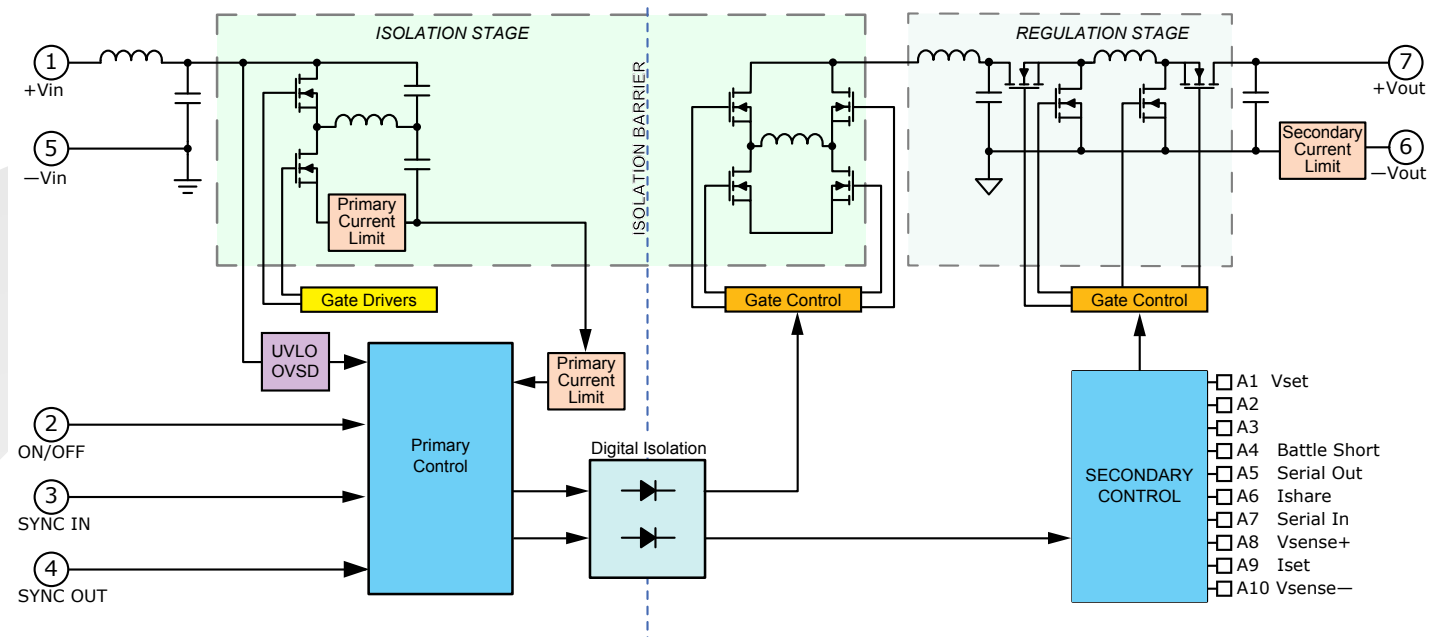 ISOLATION STAGE
REGULATION STAGE
1
+Vin
5
—Vin
ISOLATION BARRIER
7
+Vout
Secondary
Current
Limit
6
—Vout
Primary
Current
Limit
Gate Drivers
Gate Control
Gate Control
UVLO
OVSD
Primary
Current
Limit
2
ON/OFF
3
SYNC IN
4
SYNC OUT
Primary
Control
Digital Isolation
SECONDARY
CONTROL
A1 Vset
A2
A3
A4 Battle Short
A5 Serial Out
A6 Ishare
A7 Serial In
A8 Vsense+
A9 Iset
A10 Vsense—